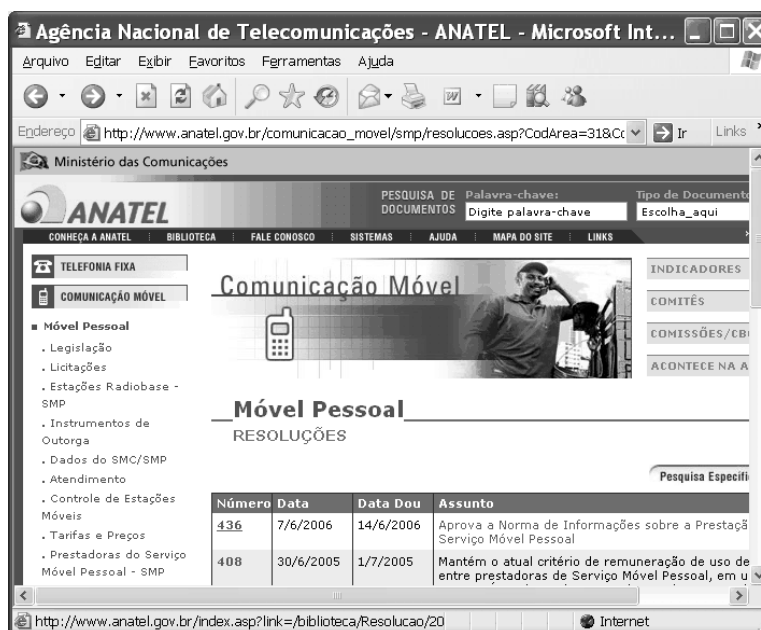 Agência Nacional de Telecomunicações - ANATEL - Microsoft Int...
Arquivo Editar Exibir Favoritos Ferramentas Ajuda
Endereço http://www.anatel.gov.br/comunicacao_movel/smp/resolucoes.asp?CodArea=31&Cc Ir Links
Ministério das Comunicações
ANATEL
PESQUISA DE DOCUMENTOS
Palavra-chave:
Digite palavra-chave
Tipo de Documento
Escolha_aqui
CONHEÇA A ANATEL BIBLIOTECA FALE CONOSCO SISTEMAS AJUDA MAPA DO SITE LINKS
TELEFONIA FIXA
COMUNICAÇÃO MÓVEL
Móvel Pessoal
. Legislação
. Licitações
. Estações Radiobase -
SMP
. Instrumentos de
Outorga
. Dados do SMC/SMP
. Atendimento
. Controle de Estações
Móveis
. Tarifas e Preços
. Prestadoras do Serviço
Móvel Pessoal - SMP
Comunicação Móvel
INDICADORES
COMITÊS
COMISSÕES/CB
ACONTECE NA A
Móvel Pessoal
RESOLUÇÕES
Pesquisa Específi
Número Data Data Dou Assunto
436 7/6/2006 14/6/2006 Aprova a Norma de Informações sobre a Prestaçã
Serviço Móvel Pessoal
408 30/6/2005 1/7/2005 Mantém o atual critério de remuneração de uso de
entre prestadoras de Serviço Móvel Pessoal, em u
http://www.anatel.gov.br/index.asp?link=/biblioteca/Resolucao/20 Internet